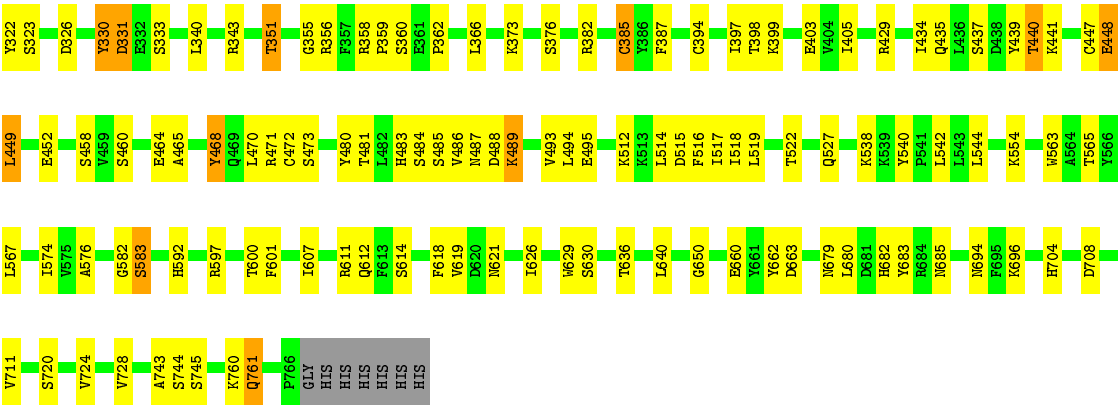 Y322 S323 D326 Y330 D331 E332 S333 L340 R343 T351 G355 R356 F357 R358 P359 S360 E361 P362 L366 K373 S376 R382 C385 Y386 F387 C394 I397 T398 K399 E403 V404 I405 R429 I434 Q435 L436 S437 D438 Y439 T440 K441 C447 E448
L449 E452 S458 V459 S460 E464 A465 Y468 Q469 L470 R471 C472 S473 Y480 T481 L482 H483 S484 S485 V486 N487 D488 K489 V493 L494 E495 K512 K513 L514 D515 F516 I517 I518 L519 T522 Q527 K538 K539 Y540 P541 L542 L543 L544 K554 W563 A564 T565 Y566
L567 I574 V575 A576 G582 S583 H592 R597 T600 F601 I607 R611 Q612 F613 S614 F618 V619 D620 N621 I626 W629 S630 T636 L640 G650 E660 Y661 Y662 D663 N679 L680 D681 H682 Y683 R684 N685 N694 F695 K696 H704 D708
V711 S720 V724 V728 A743 S744 S745 K760 Q761 P766 GLY HIS HIS HIS HIS HIS HIS